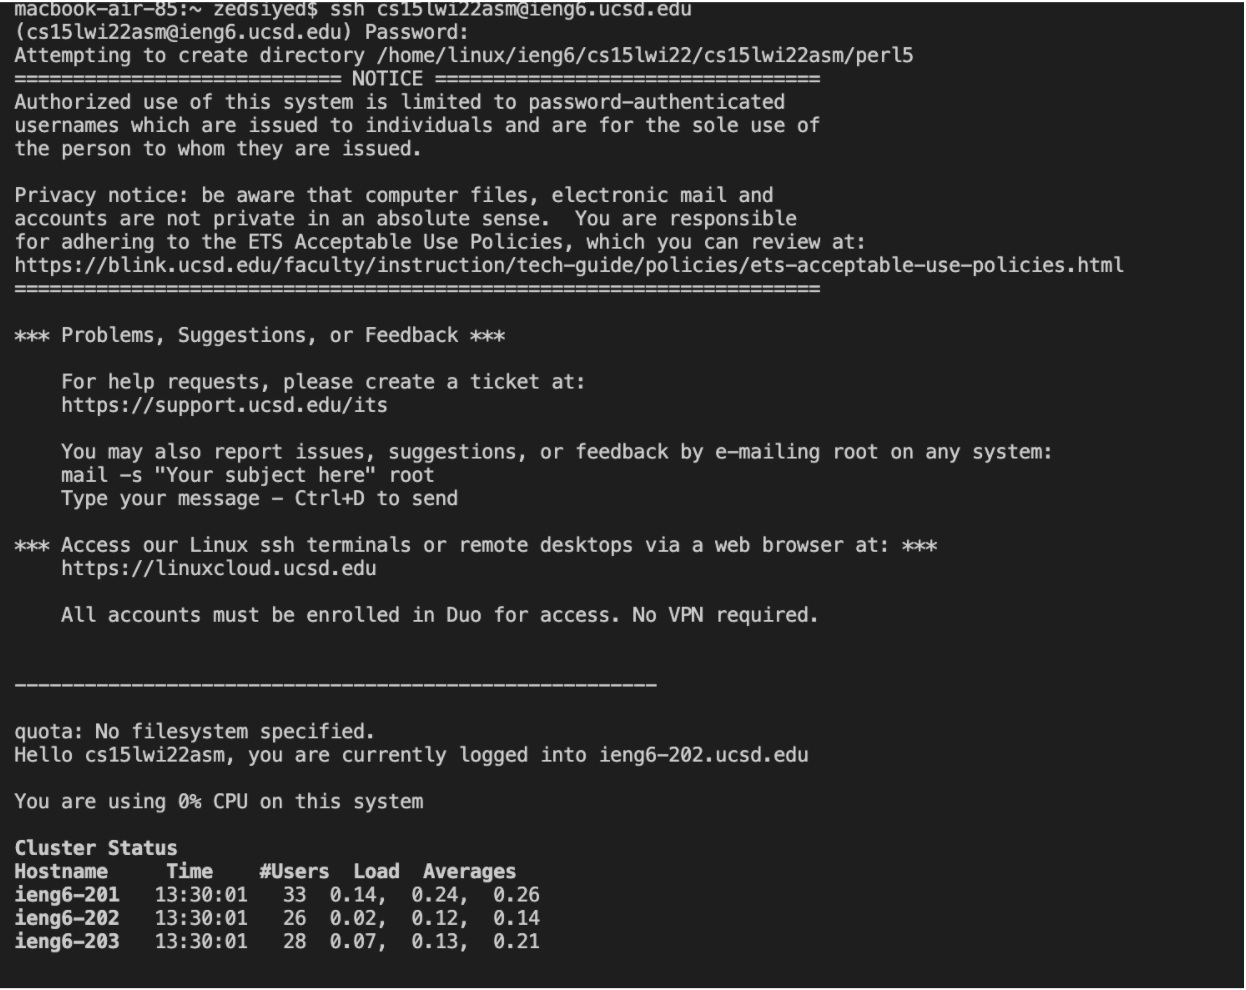 macbook-air-85:~ zedsiyed$ ssh cs15lwi22asm@ieng6.ucsd.edu
(cs15lwi22asm@ieng6.ucsd.edu) Password:
Attempting to create directory /home/linux/ieng6/cs15lwi22/cs15lwi22asm/perl5
============================ NOTICE =================================
Authorized use of this system is limited to password-authenticated
usernames which are issued to individuals and are for the sole use of
the person to whom they are issued.

Privacy notice: be aware that computer files, electronic mail and
accounts are not private in an absolute sense.  You are responsible
for adhering to the ETS Acceptable Use Policies, which you can review at:
https://blink.ucsd.edu/faculty/instruction/tech-guide/policies/ets-acceptable-use-policies.html
=====================================================================

*** Problems, Suggestions, or Feedback ***

    For help requests, please create a ticket at:
    https://support.ucsd.edu/its

    You may also report issues, suggestions, or feedback by e-mailing root on any system:
    mail -s "Your subject here" root
    Type your message - Ctrl+D to send

*** Access our Linux ssh terminals or remote desktops via a web browser at: ***
    https://linuxcloud.ucsd.edu

    All accounts must be enrolled in Duo for access. No VPN required.

-------------------------------------------------------

quota: No filesystem specified.
Hello cs15lwi22asm, you are currently logged into ieng6-202.ucsd.edu

You are using 0% CPU on this system

Cluster Status
Hostname     Time    #Users  Load  Averages
ieng6-201   13:30:01   33  0.14,  0.24,  0.26
ieng6-202   13:30:01   26  0.02,  0.12,  0.14
ieng6-203   13:30:01   28  0.07,  0.13,  0.21